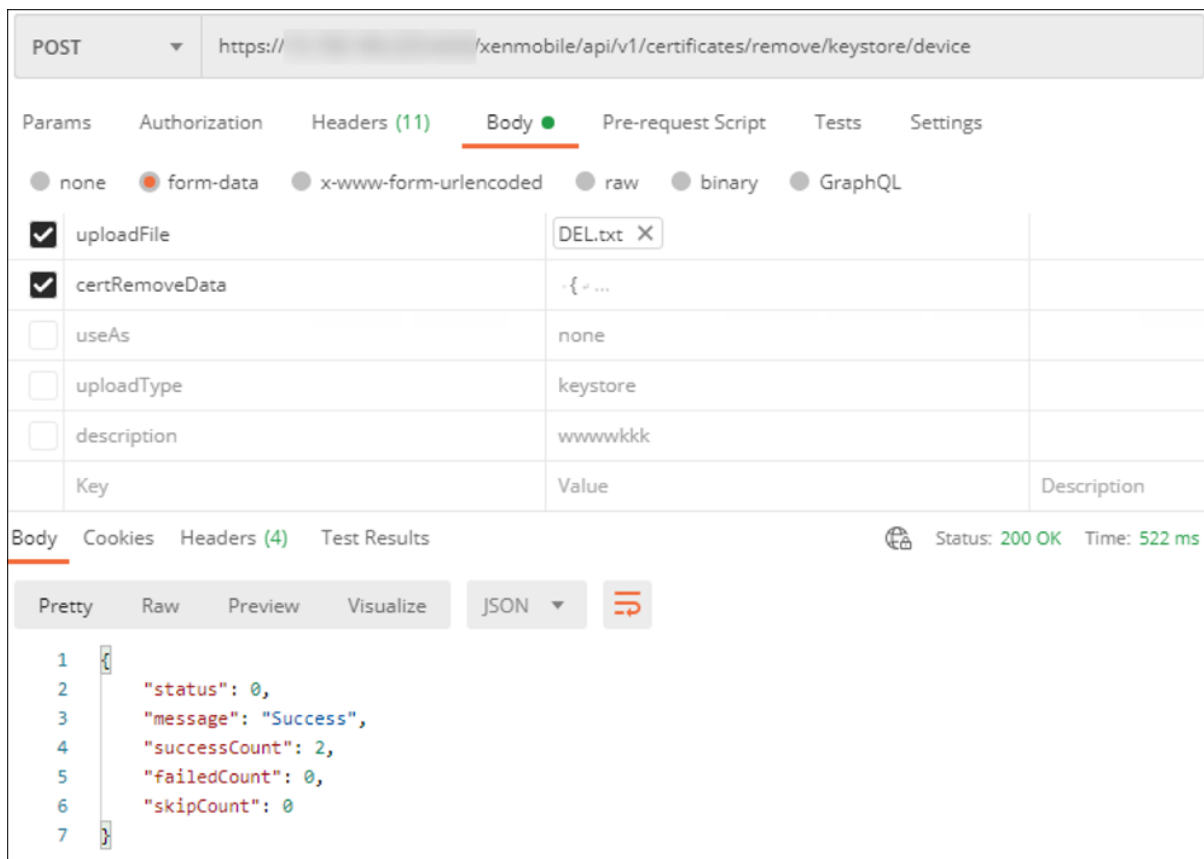 POST https:// /xenmobile/api/v1/certificates/remove/keystore/device
Params Authorization Headers (11) Body Pre-request Script Tests Settings
none form-data x-www-form-urlencoded raw binary GraphQL
uploadFile DEL.txt
certRemoveData { ...
useAs none
uploadType keystore
description wwwwkkk
Key Value Description
Body Cookies Headers (4) Test Results Status: 200 OK Time: 522 ms
Pretty Raw Preview Visualize JSON
1 {
2 "status": 0,
3 "message": "Success",
4 "successCount": 2,
5 "failedCount": 0,
6 "skipCount": 0
7 }